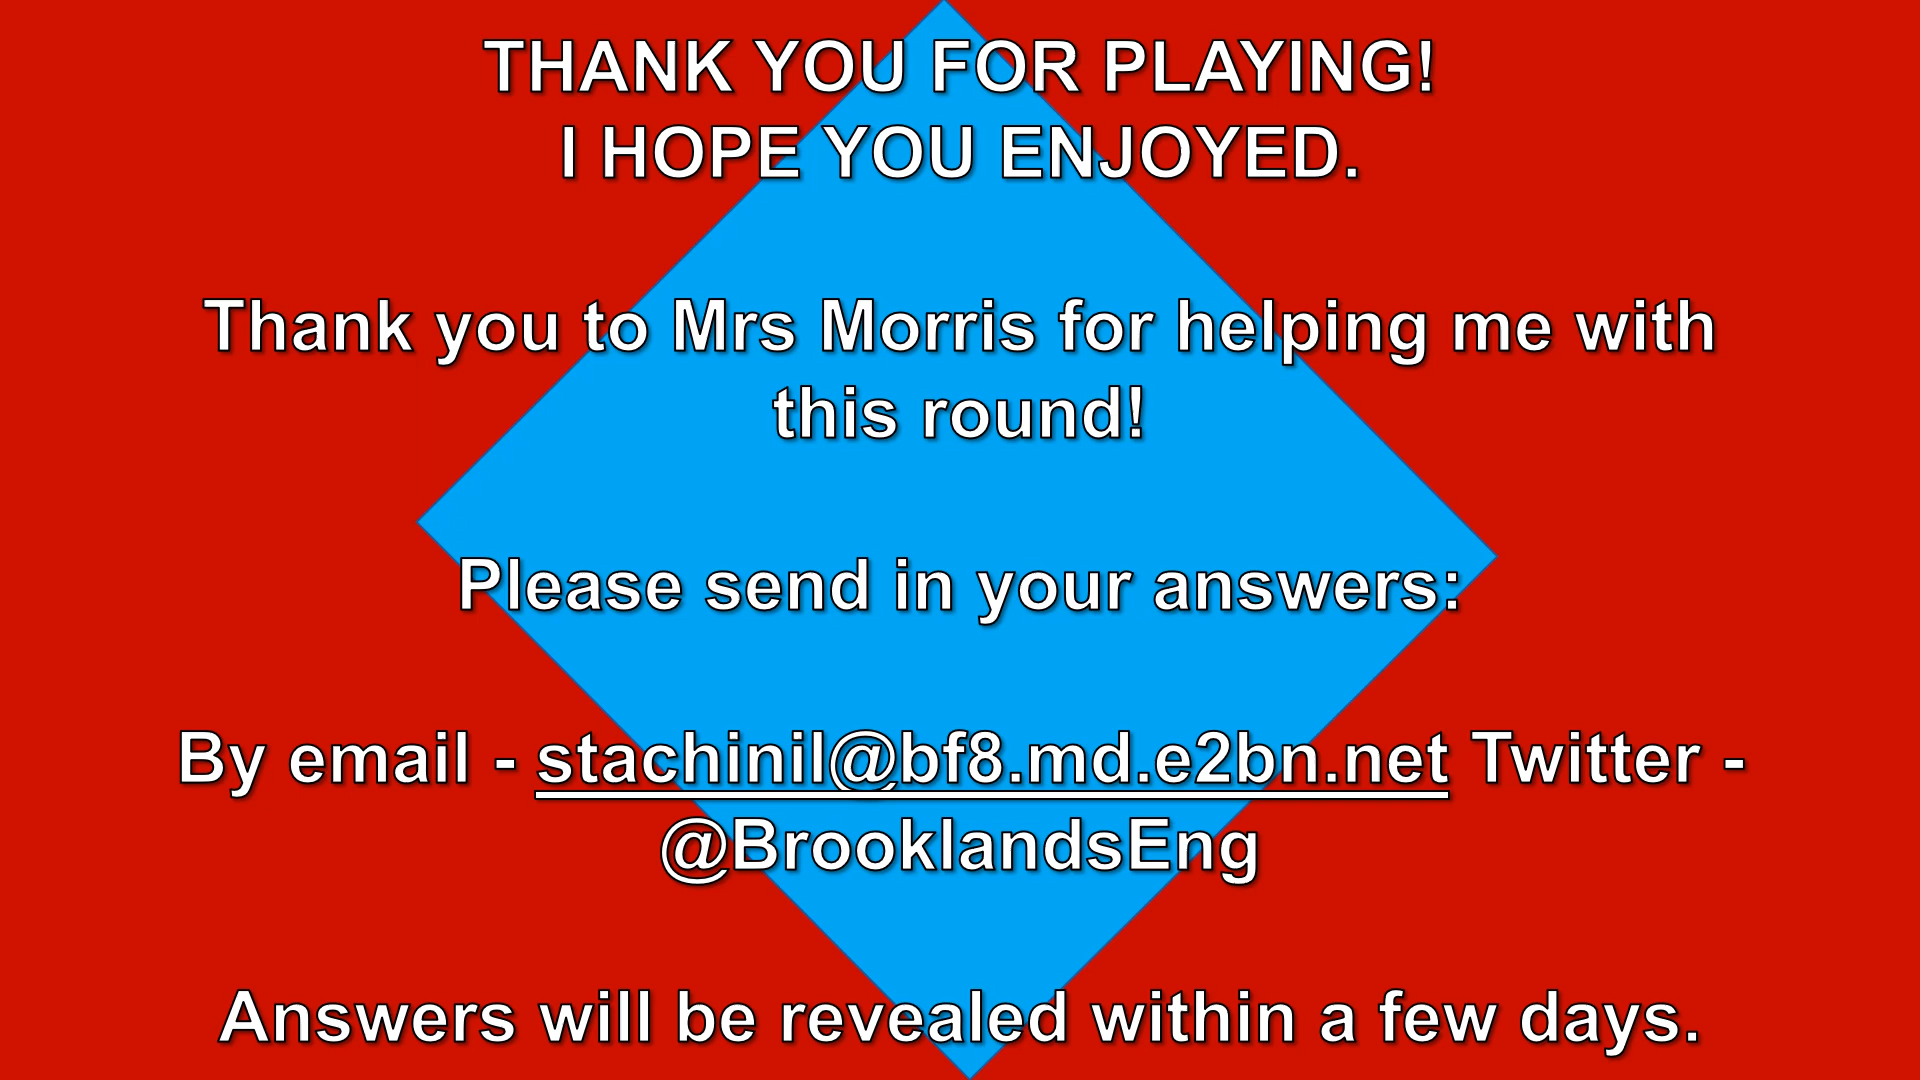 THANK YOU FOR PLAYING!
I HOPE YOU ENJOYED.
Thank you to Mrs Morris for helping me with
this round!
Please send in your answers:
By email - stachinil@bf8.md.e2bn.net Twitter -
@BrooklandsEng
Answers will be revealed within a few days.